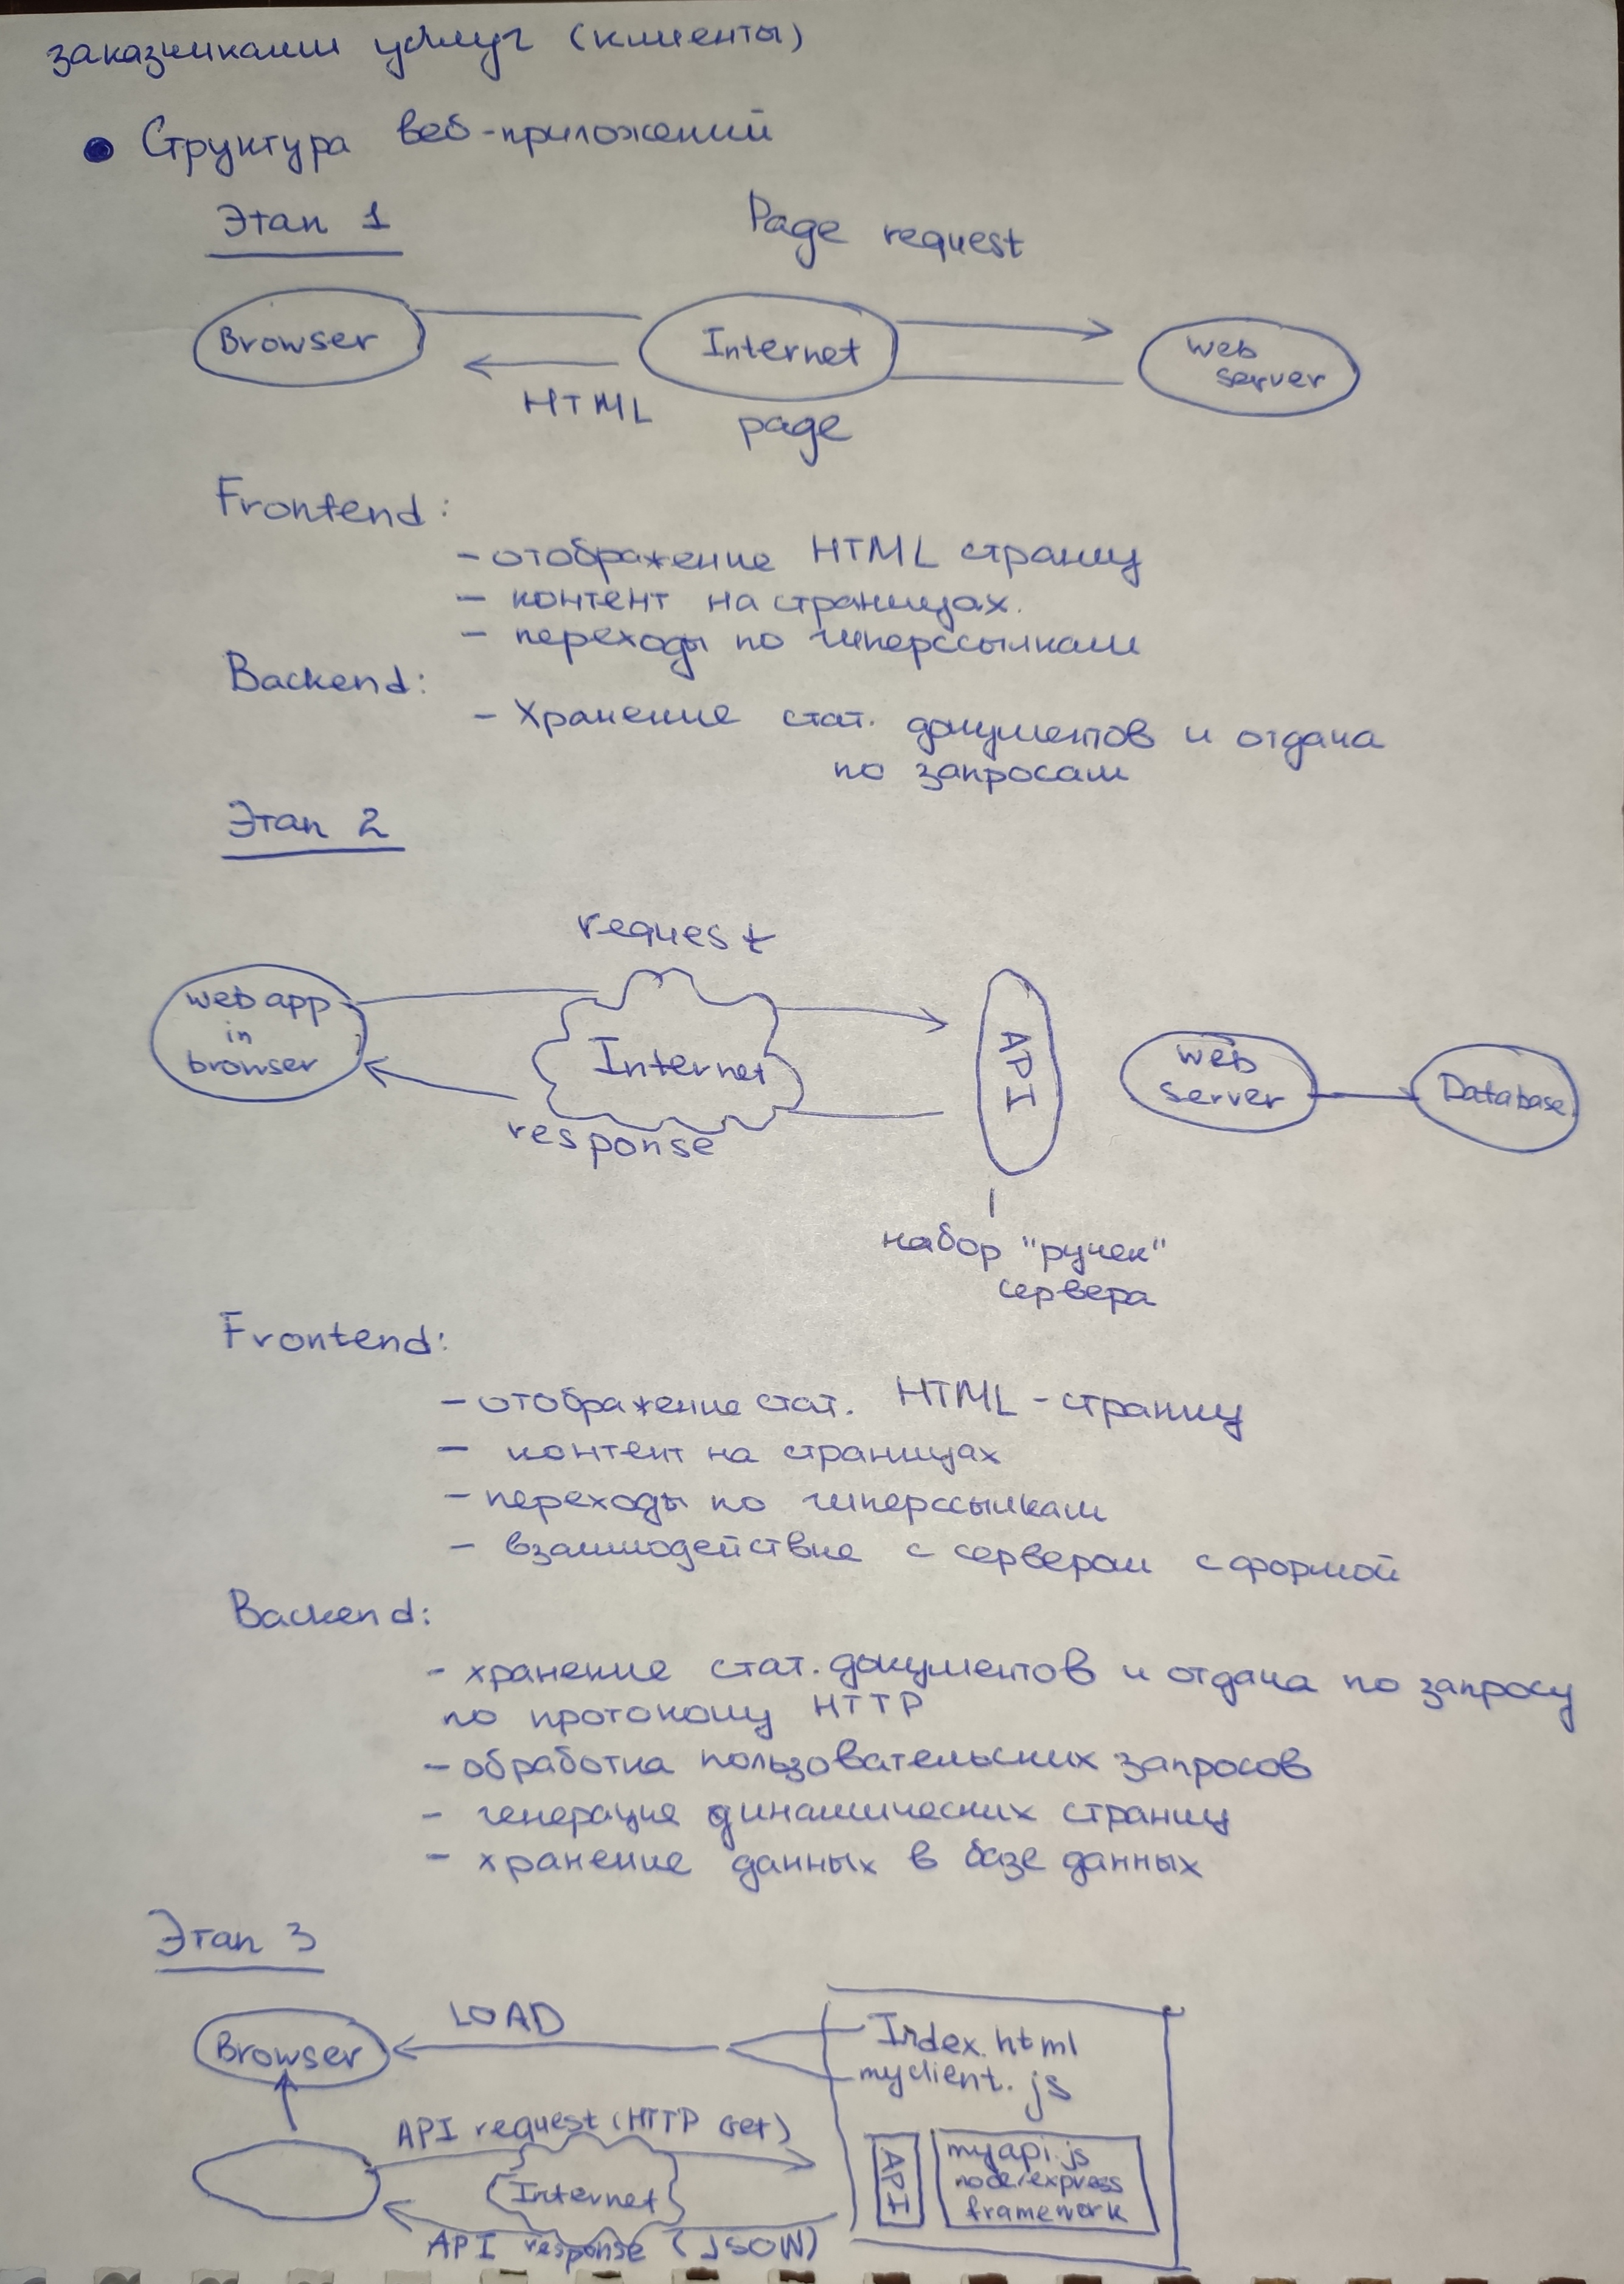 заказчиками услуг (клиенты)
• Структура веб-приложений
Этап 1
Page request
Browser
Internet
web
server
HTML
page
Frontend:
- отображение HTML страниц
- контент на страницах.
- переходы по гиперссылкам
Backend:
- Хранение стат. документов и отдача
по запросам
Этап 2
request
web app
in
browser
Internet
API
web
server
Database
response
набор "ручек"
сервера
Frontend:
- отображение стат. HTML - страниц
- контент на страницах
- переходы по гиперссылкам
- взаимодействие с сервером с формой
Backend:
- хранение стат. документов и отдача по запросу
по протоколу HTTP
- обработка пользовательских запросов
- генерация динамических страниц
- хранение данных в базе данных
Этап 3
LOAD
Browser
Index.html
myclient.js
API request (HTTP Get)
Internet
API
myapi.js
node/express
framework
API response (JSON)